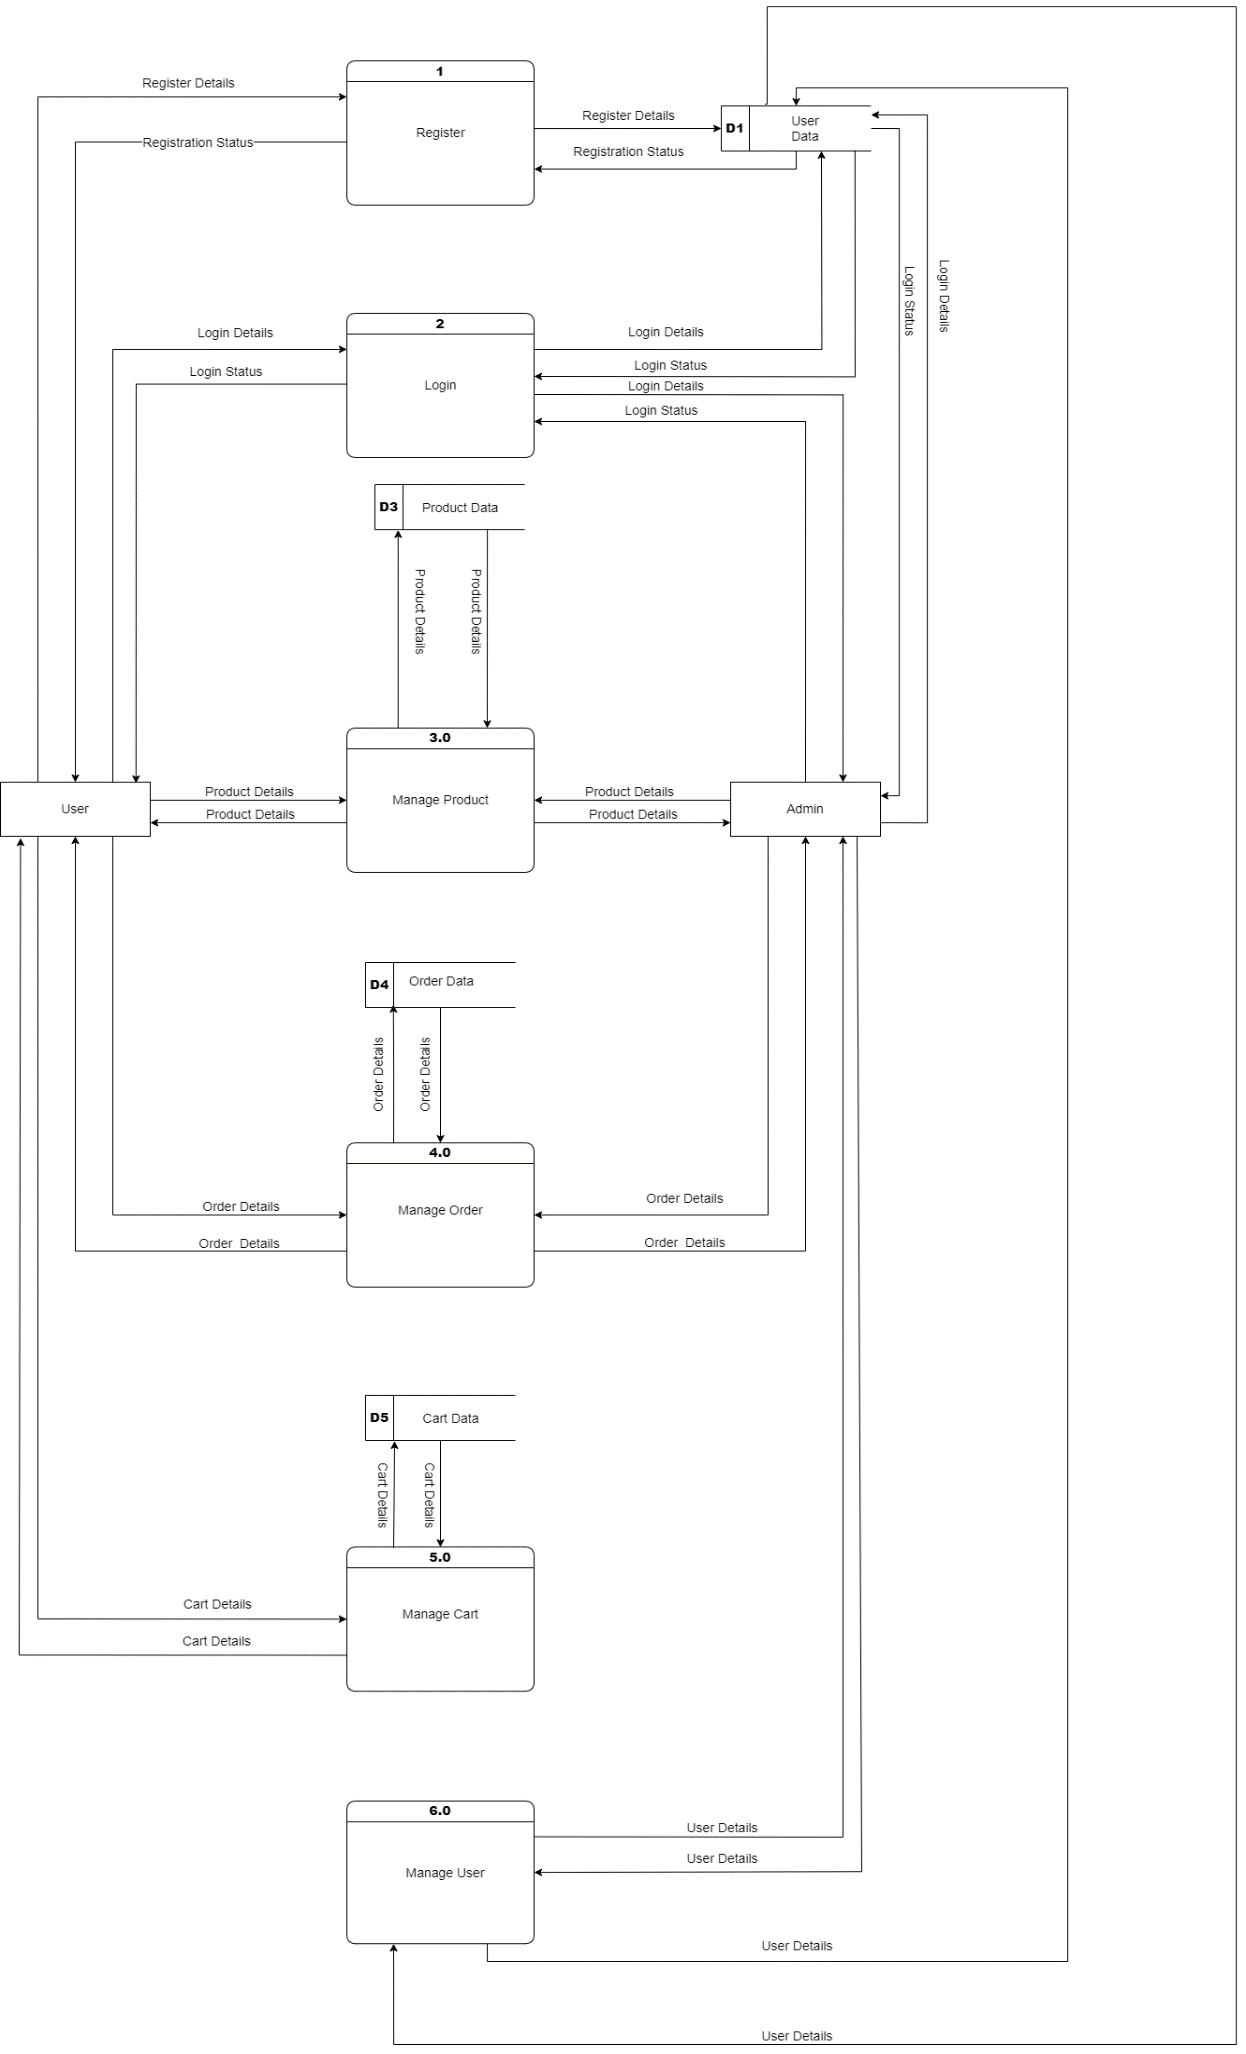 1
Register Details
Register Details
D1
User
Data
Register
Registration Status
Registration Status
Login Status
Login Details
2
Login Details
Login Details
Login Status
Login Status
Login
Login Details
Login Status
D3
Product Data
Product Details
Product Details
3.0
Product Details
Product Details
Manage Product
User
Admin
Product Details
Product Details
D4
Order Data
Order Details
Order Details
4.0
Order Details
Order Details
Manage Order
Order  Details
Order  Details
D5
Cart Data
Cart Details
Cart Details
5.0
Cart Details
Manage Cart
Cart Details
6.0
User Details
User Details
Manage User
User Details
User Details